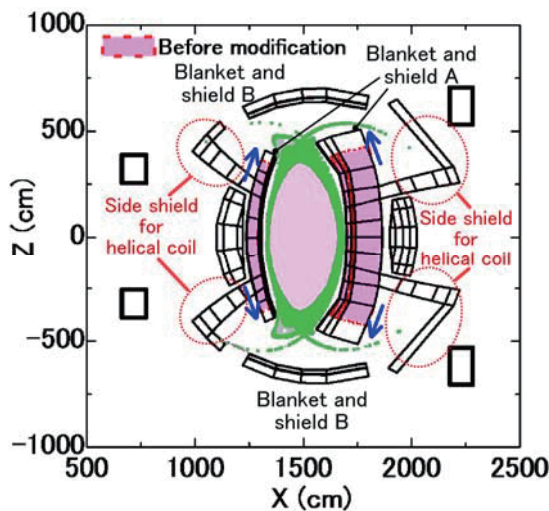 Before modification
Blanket and
shield B
Blanket and
shield A
1000
500
0
-500
-1000
Z (cm)
Side shield
for
helical coil
Side shield
for
helical coil
Blanket and
shield B
500
1000
1500
2000
2500
X (cm)